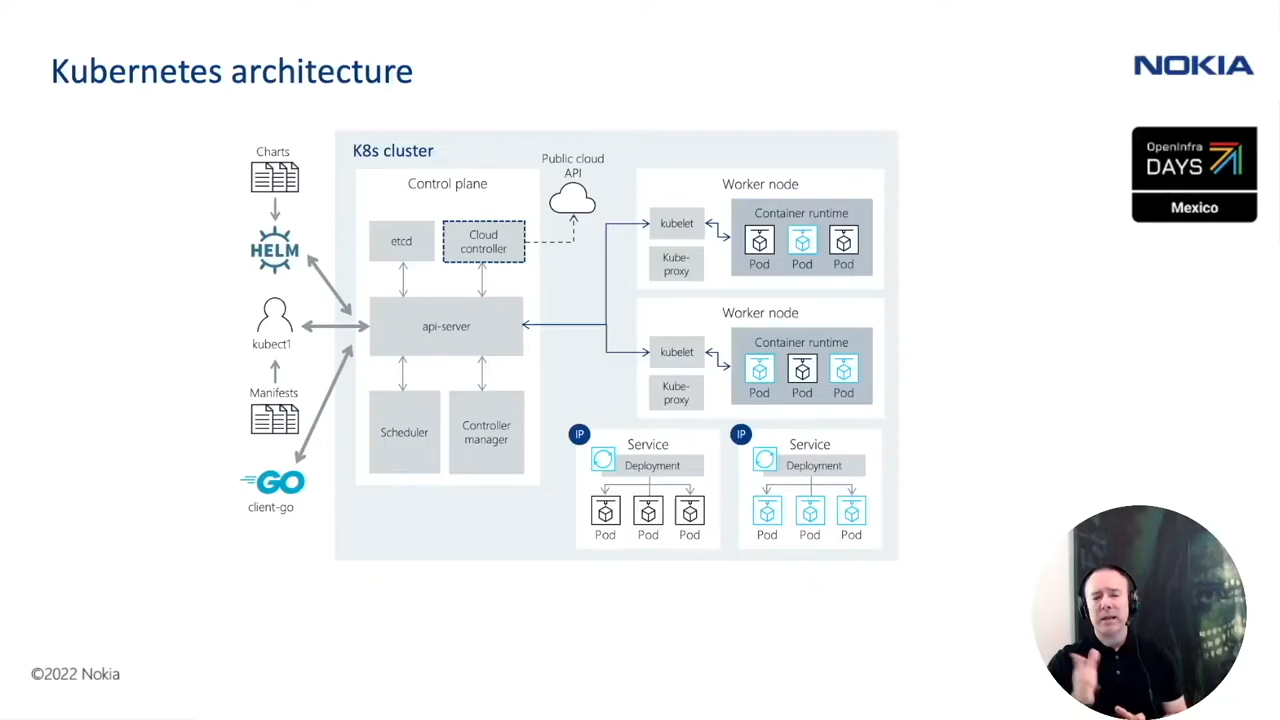 Kubernetes architecture
NOKIA
OpenInfra
DAYS
Mexico
Charts
HELM
kubect1
Manifests
GO
client-go
K8s cluster
Control plane
etcd
Cloud
controller
api-server
Scheduler
Controller
manager
Public cloud
API
Worker node
kubelet
Kube-
proxy
Container runtime
Pod Pod Pod
Worker node
kubelet
Kube-
proxy
Container runtime
Pod Pod Pod
IP
Service
Deployment
Pod Pod Pod
IP
Service
Deployment
Pod Pod Pod
©2022 Nokia